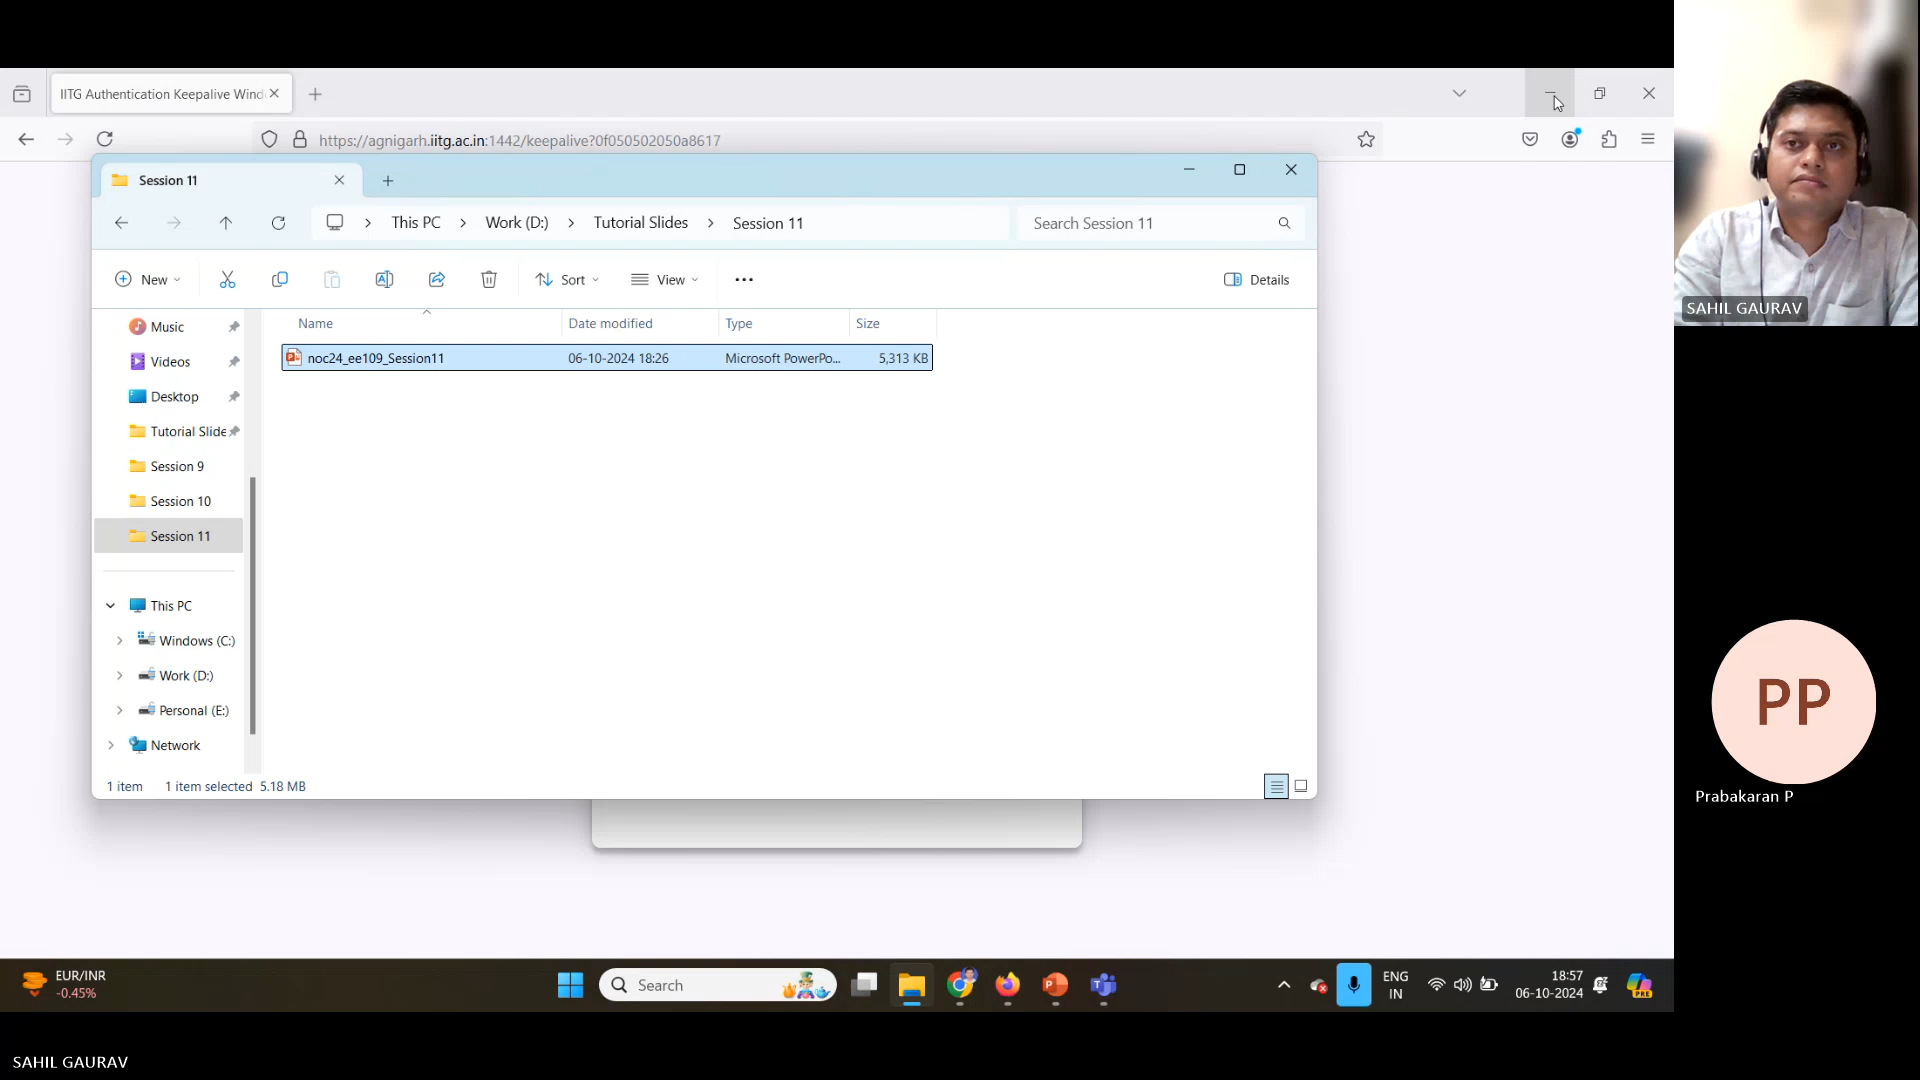 IITG Authentication Keepalive Wind
https://agnigarh.iitg.ac.in:1442/keepalive?0f050502050a8617
Session 11
This PC > Work (D:) > Tutorial Slides > Session 11
Search Session 11
New
Sort
View
Details
Name Date modified Type Size
noc24_ee109_Session11 06-10-2024 18:26 Microsoft PowerPo... 5,313 KB
Music
Videos
Desktop
Tutorial Slide
Session 9
Session 10
Session 11
This PC
Windows (C:)
Work (D:)
Personal (E:)
Network
1 item 1 item selected 5.18 MB
EUR/INR
-0.45%
Search
ENG
IN
18:57
06-10-2024
PRE
SAHIL GAURAV
PP
Prabakaran P
SAHIL GAURAV